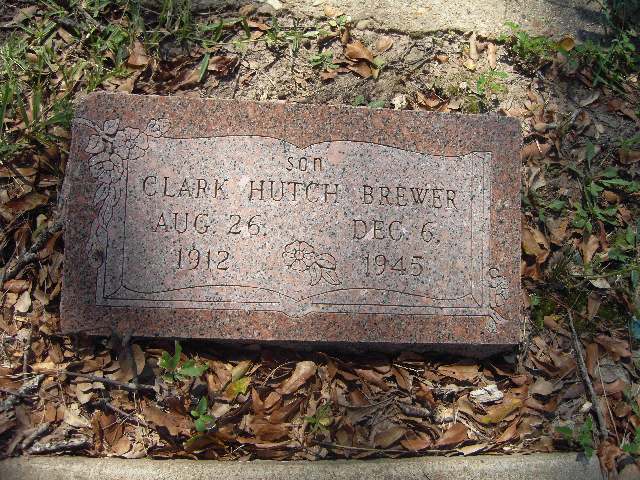 son
CLARK HUTCH BREWER
AUG. 26, DEC. 6,
1912 1945